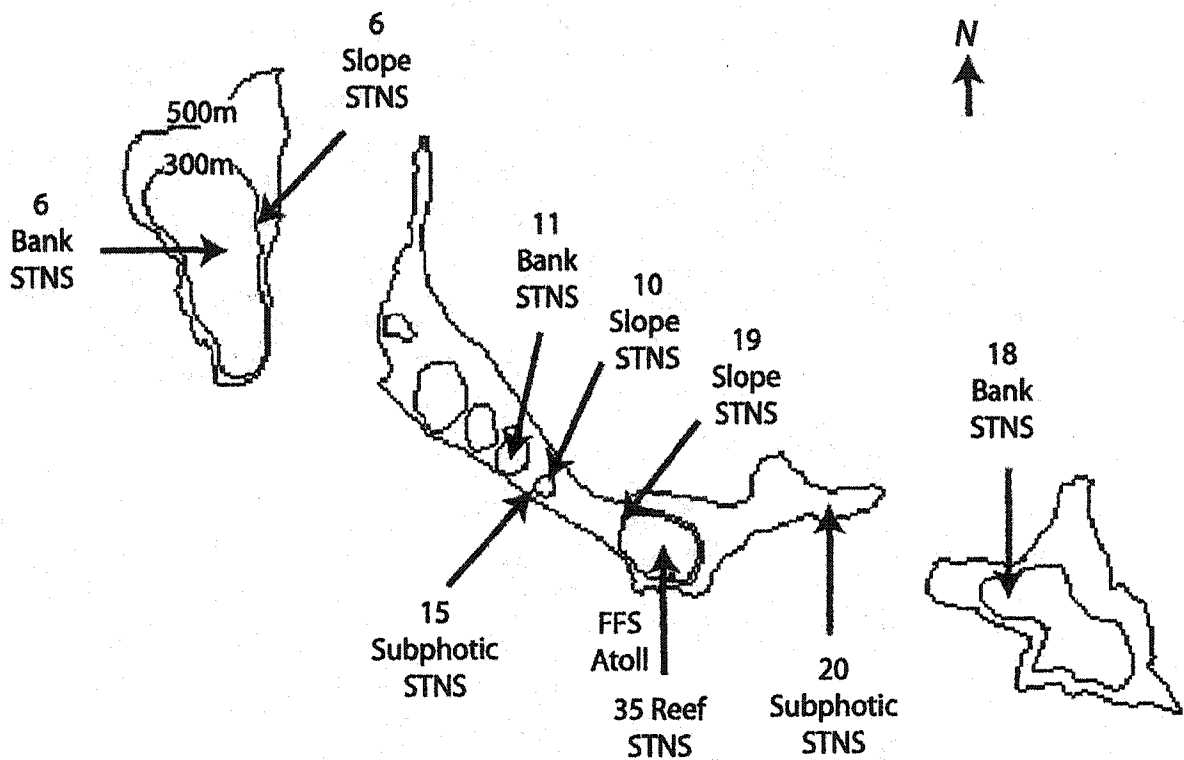 6
Slope
STNS
N
500m
300m
6
Bank
STNS
11
Bank
STNS
10
Slope
STNS
19
Slope
STNS
18
Bank
STNS
15
Subphotic
STNS
FFS
Atoll
35 Reef
STNS
20
Subphotic
STNS